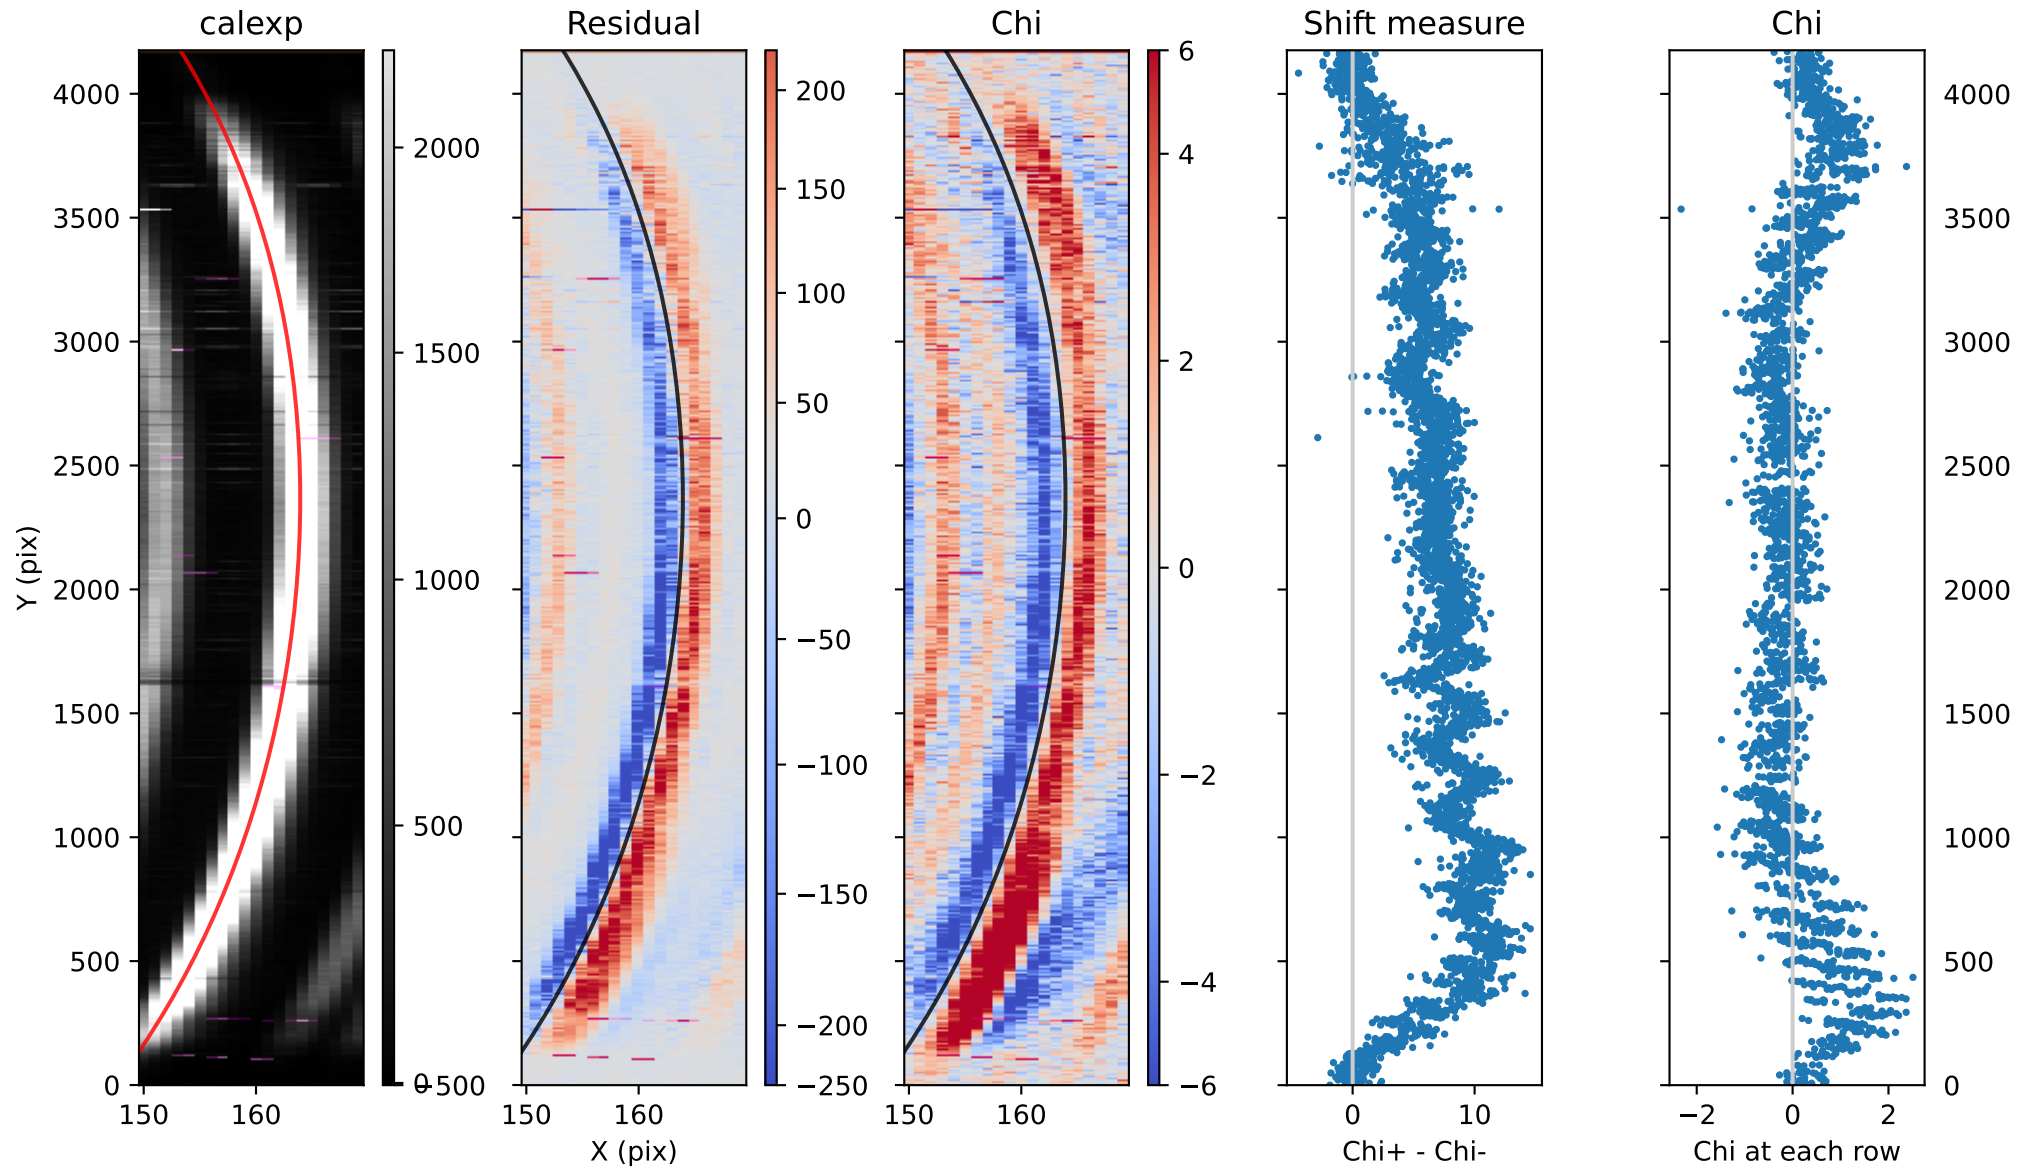 calexp Residual Chi Shift measure Chi
4000 2000 200 6 4000
3500 150 4 3500
3000 1500 100 2 3000
2500 50 2500
2000 1000 0 0 2000
1500 −50 −2 1500
1000 500 −100 1000
500 −150 −4 500
0 0 −500 −200 −6 0
−250
Y (pix)
150 160 150 160 150 160 0 10 −2 0 2
X (pix) Chi+ - Chi- Chi at each row